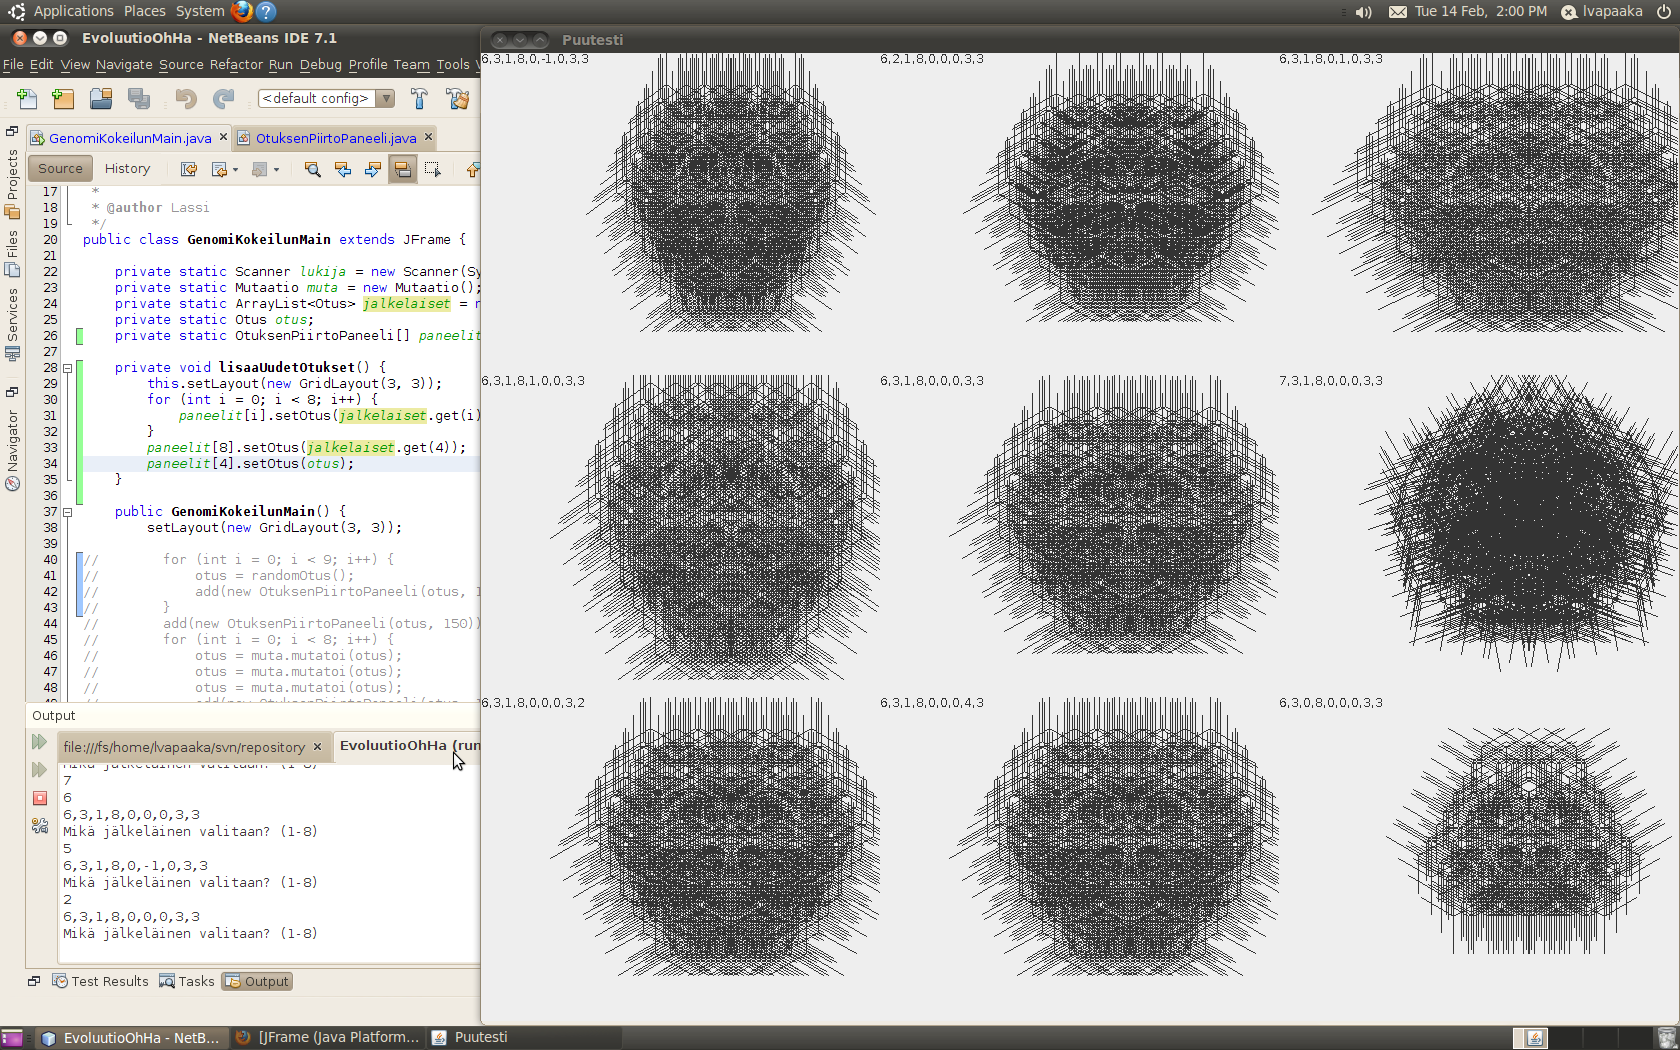 Applications Places System
Tue 14 Feb, 2:00 PM lvapaaka
EvoluutioOhHa - NetBeans IDE 7.1
Puutesti
File Edit View Navigate Source Refactor Run Debug Profile Team Tools
<default config>
GenomiKokeilunMain.java OtuksenPiirtoPaneeli.java
Source History
Projects
Files
Services
Navigator
17 *
18 * @author Lassi
19 */
20 public class GenomiKokeilunMain extends JFrame {
21
22 private static Scanner lukija = new Scanner(Sy
23 private static Mutaatio muta = new Mutaatio();
24 private static ArrayList<Otus> jalkelaiset = n
25 private static Otus otus;
26 private static OtuksenPiirtoPaneeli[] paneelit
27
28 private void lisaaUudetOtukset() {
29 this.setLayout(new GridLayout(3, 3));
30 for (int i = 0; i < 8; i++) {
31 paneelit[i].setOtus(jalkelaiset.get(i)
32 }
33 paneelit[8].setOtus(jalkelaiset.get(4));
34 paneelit[4].setOtus(otus);
35 }
36
37 public GenomiKokeilunMain() {
38 setLayout(new GridLayout(3, 3));
39
40 // for (int i = 0; i < 9; i++) {
41 // otus = randomOtus();
42 // add(new OtuksenPiirtoPaneeli(otus, 1
43 // }
44 // add(new OtuksenPiirtoPaneeli(otus, 150))
45 // for (int i = 0; i < 8; i++) {
46 // otus = muta.mutatoi(otus);
47 // otus = muta.mutatoi(otus);
48 // otus = muta.mutatoi(otus);
Output
file:///fs/home/lvapaaka/svn/repository EvoluutioOhHa (run
Mikä jälkeläinen valitaan? (1-8)
7
6
6,3,1,8,0,0,0,3,3
Mikä jälkeläinen valitaan? (1-8)
5
6,3,1,8,0,-1,0,3,3
Mikä jälkeläinen valitaan? (1-8)
2
6,3,1,8,0,0,0,3,3
Mikä jälkeläinen valitaan? (1-8)
Test Results Tasks Output
6,3,1,8,0,-1,0,3,3
6,2,1,8,0,0,0,3,3
6,3,1,8,0,1,0,3,3
6,3,1,8,1,0,0,3,3
6,3,1,8,0,0,0,3,3
7,3,1,8,0,0,0,3,3
6,3,1,8,0,0,0,3,2
6,3,1,8,0,0,0,4,3
6,3,0,8,0,0,0,3,3
EvoluutioOhHa - NetB... [JFrame (Java Platform... Puutesti